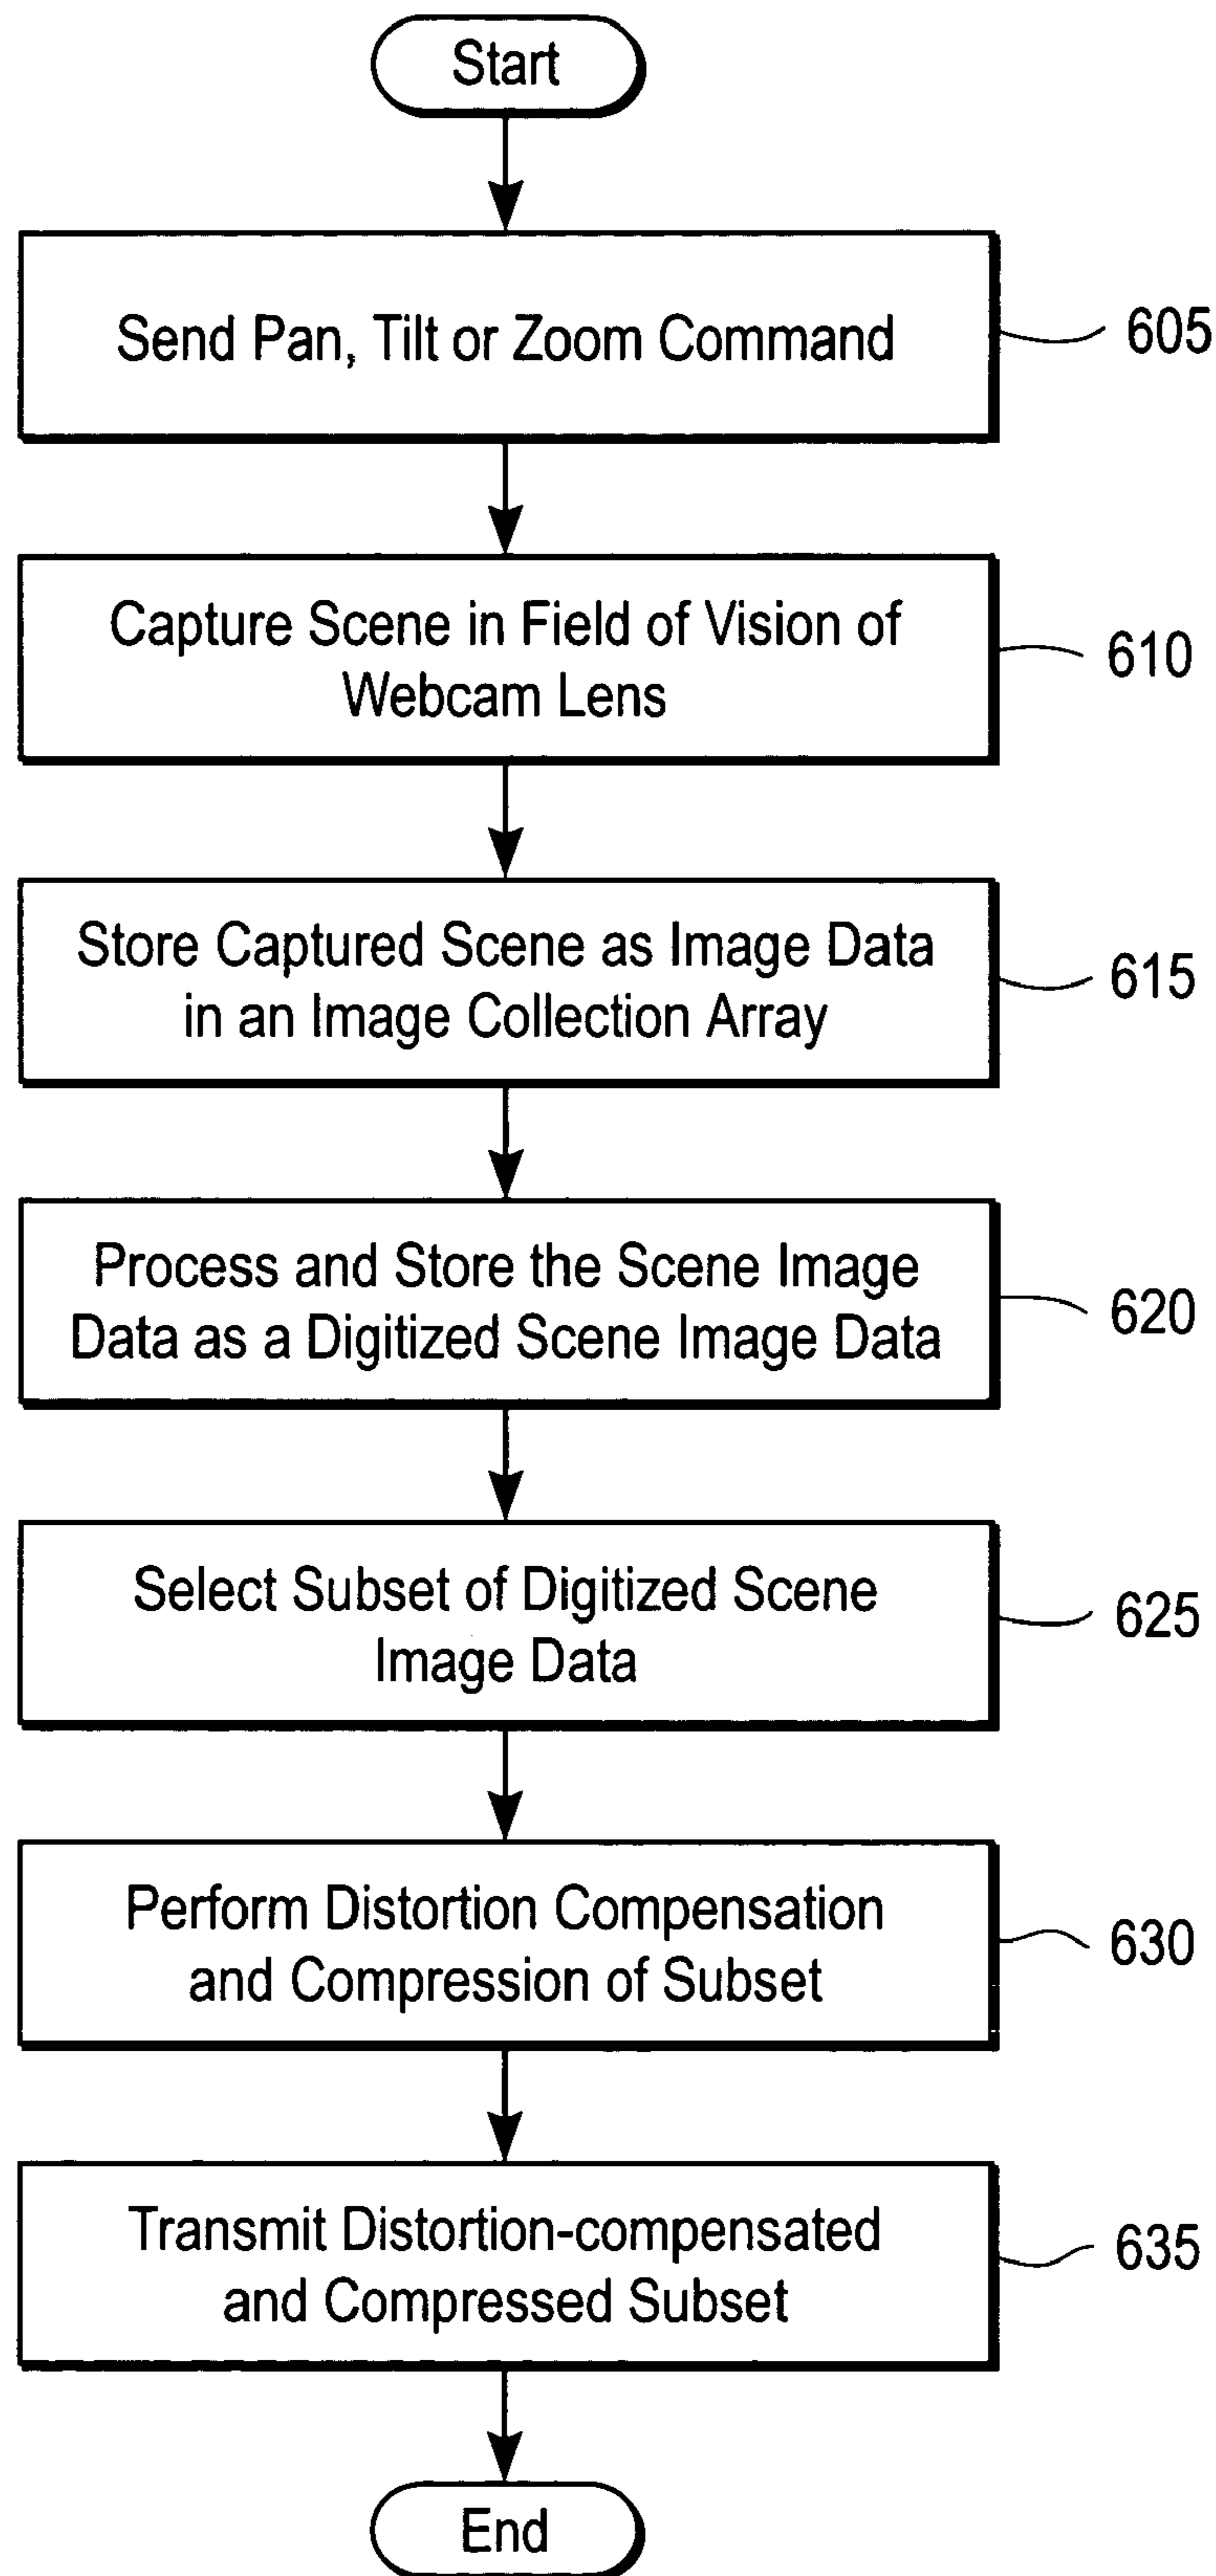 Start
Send Pan, Tilt or Zoom Command
605
Capture Scene in Field of Vision of
Webcam Lens
610
Store Captured Scene as Image Data
in an Image Collection Array
615
Process and Store the Scene Image
Data as a Digitized Scene Image Data
620
Select Subset of Digitized Scene
Image Data
625
Perform Distortion Compensation
and Compression of Subset
630
Transmit Distortion-compensated
and Compressed Subset
635
End